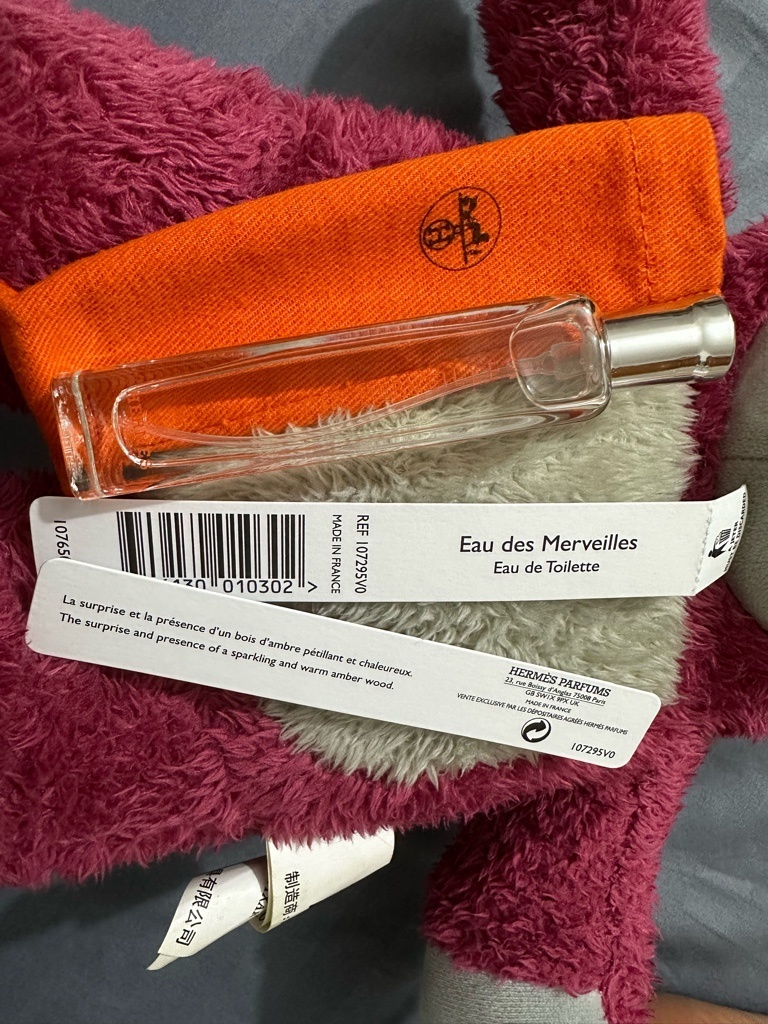 H
Eau des Merveilles
Eau de Toilette
REF 107295V0
MADE IN FRANCE
010302 >
1076
La surprise et la présence d'un bois d'ambre pétillant et chaleureux.
The surprise and presence of a sparkling and warm amber wood.
HERMÈS PARFUMS
23, rue Boissy d'Anglas 75008 Paris
GB SW1X 9PX UK
MADE IN FRANCE
VENTE EXCLUSIVE PAR LES DÉPOSITAIRES AGRÉÉS HERMÈS PARFUMS
107295V0
制造商
有限公司